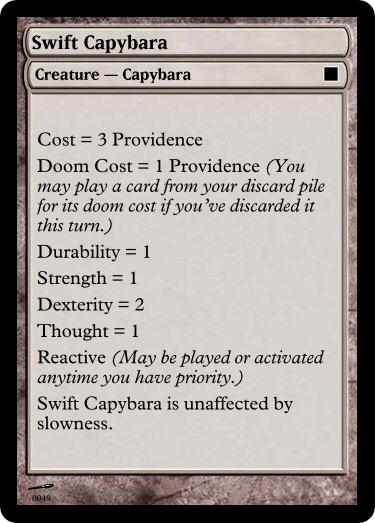 Swift Capybara
Creature — Capybara
Cost = 3 Providence
Doom Cost = 1 Providence (You
may play a card from your discard pile
for its doom cost if you've discarded it
this turn.)
Durability = 1
Strength = 1
Dexterity = 2
Thought = 1
Reactive (May be played or activated
anytime you have priority.)
Swift Capybara is unaffected by
slowness.
0049